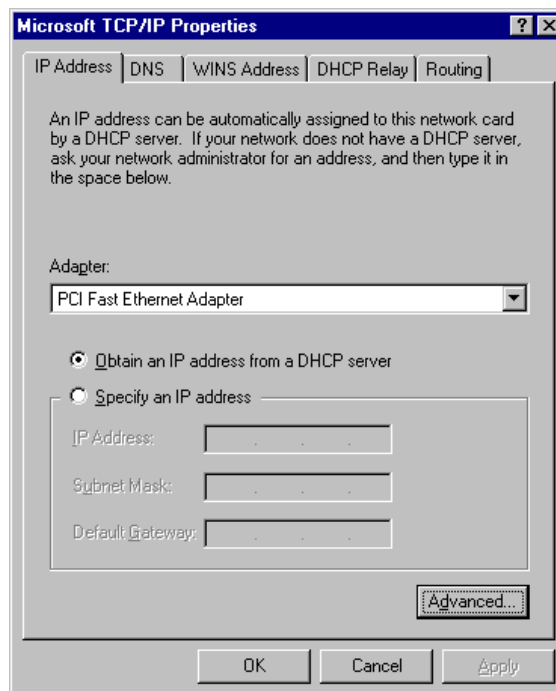 Microsoft TCP/IP Properties
IP Address
DNS
WINS Address
DHCP Relay
Routing
An IP address can be automatically assigned to this network card
by a DHCP server. If your network does not have a DHCP server,
ask your network administrator for an address, and then type it in
the space below.
Adapter:
PCI Fast Ethernet Adapter
Obtain an IP address from a DHCP server
Specify an IP address
IP Address:
Subnet Mask:
Default Gateway:
Advanced...
OK
Cancel
Apply